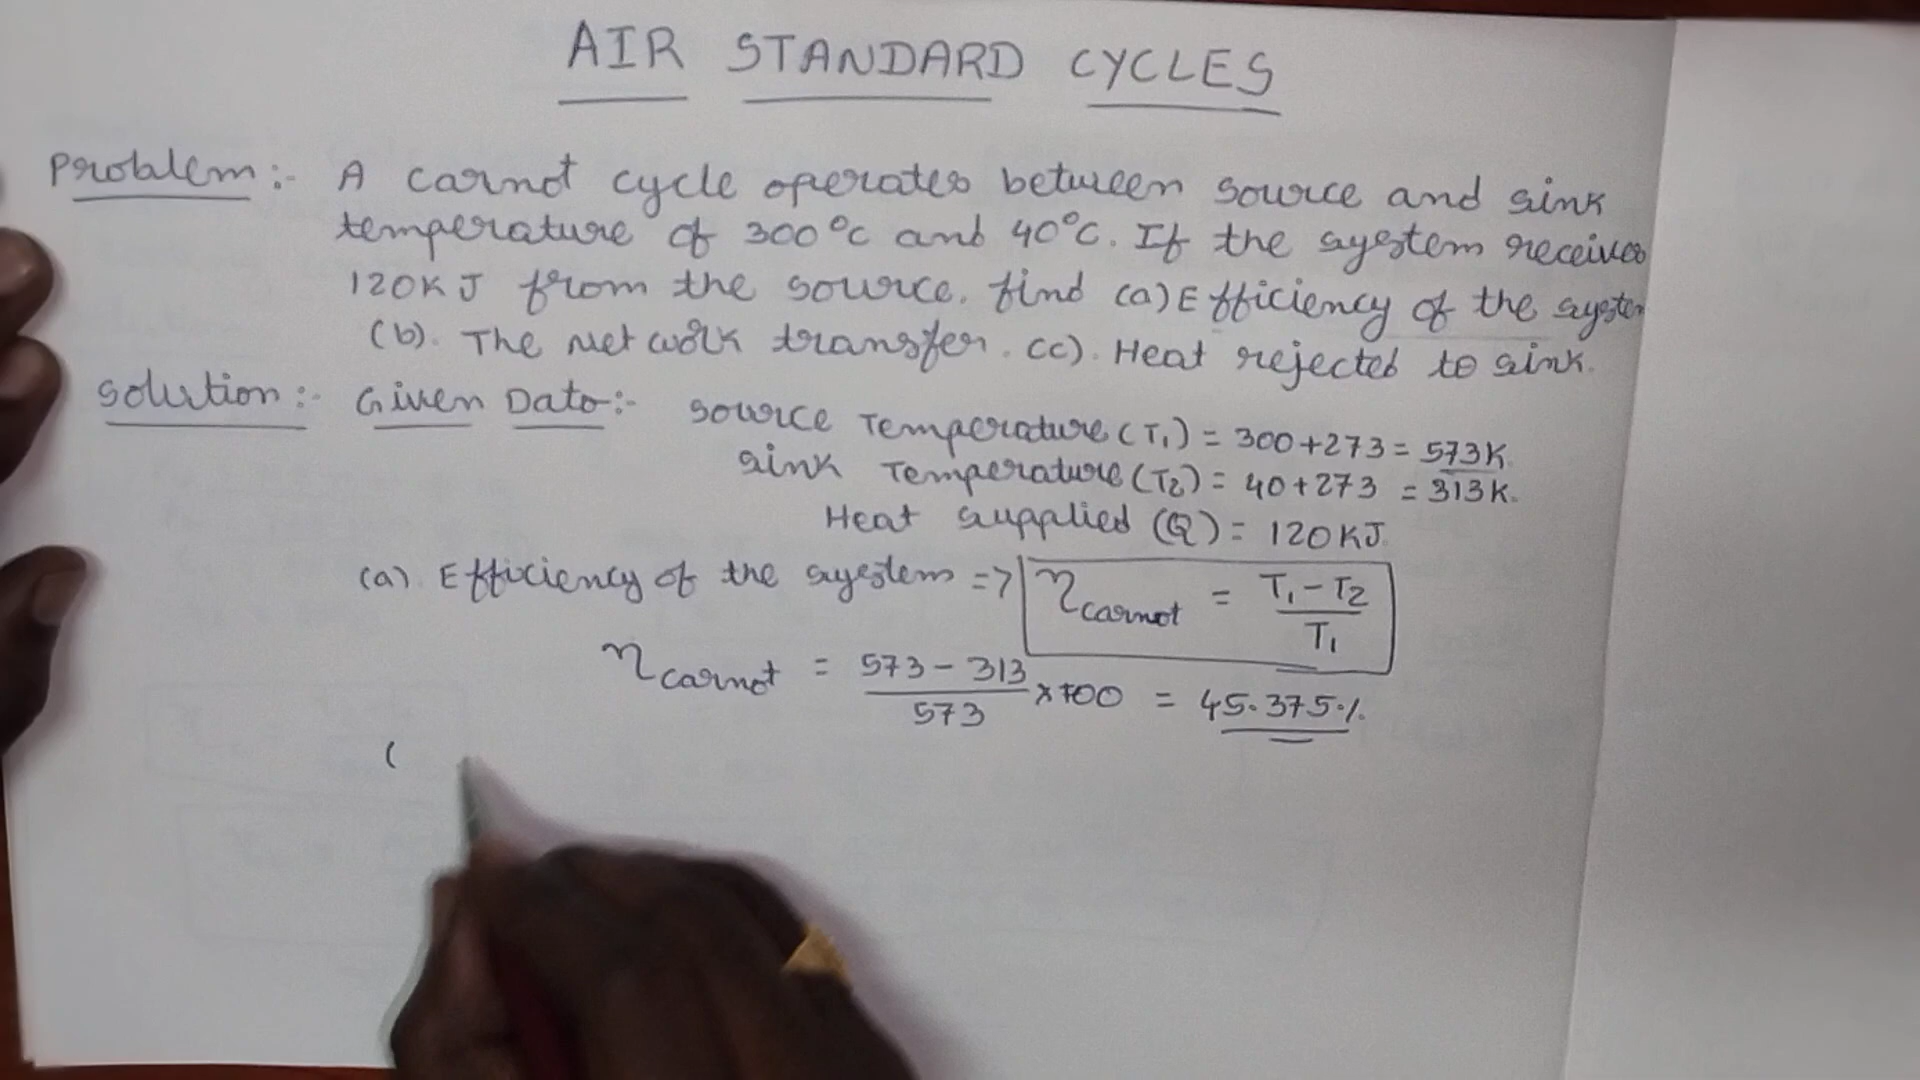 AIR STANDARD CYCLES
Problem:- A carnot cycle operates between source and sink
temperature of 300°c and 40°c. If the system receives
120KJ from the source. find (a) Efficiency of the system
(b). The net work transfer. (c). Heat rejected to sink.
Solution:- Given Data:- source Temperature (T₁) = 300+273 = 573K.
sink Temperature (T₂) = 40+273 = 313K.
Heat supplied (Q) = 120KJ.
(a). Efficiency of the system => η carnot = T₁-T₂ / T₁
η carnot = 573-313 / 573 × 100 = 45.375%.
(